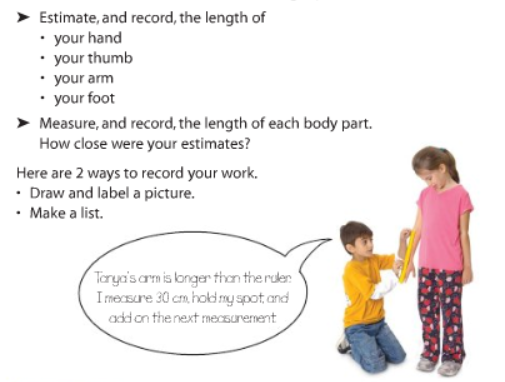 ➤ Estimate, and record, the length of
• your hand
• your thumb
• your arm
• your foot
➤ Measure, and record, the length of each body part.
How close were your estimates?
Here are 2 ways to record your work.
• Draw and label a picture.
• Make a list.
Tanya's arm is longer than the ruler.
I measure 30 cm, hold my spot, and
add on the next measurement.